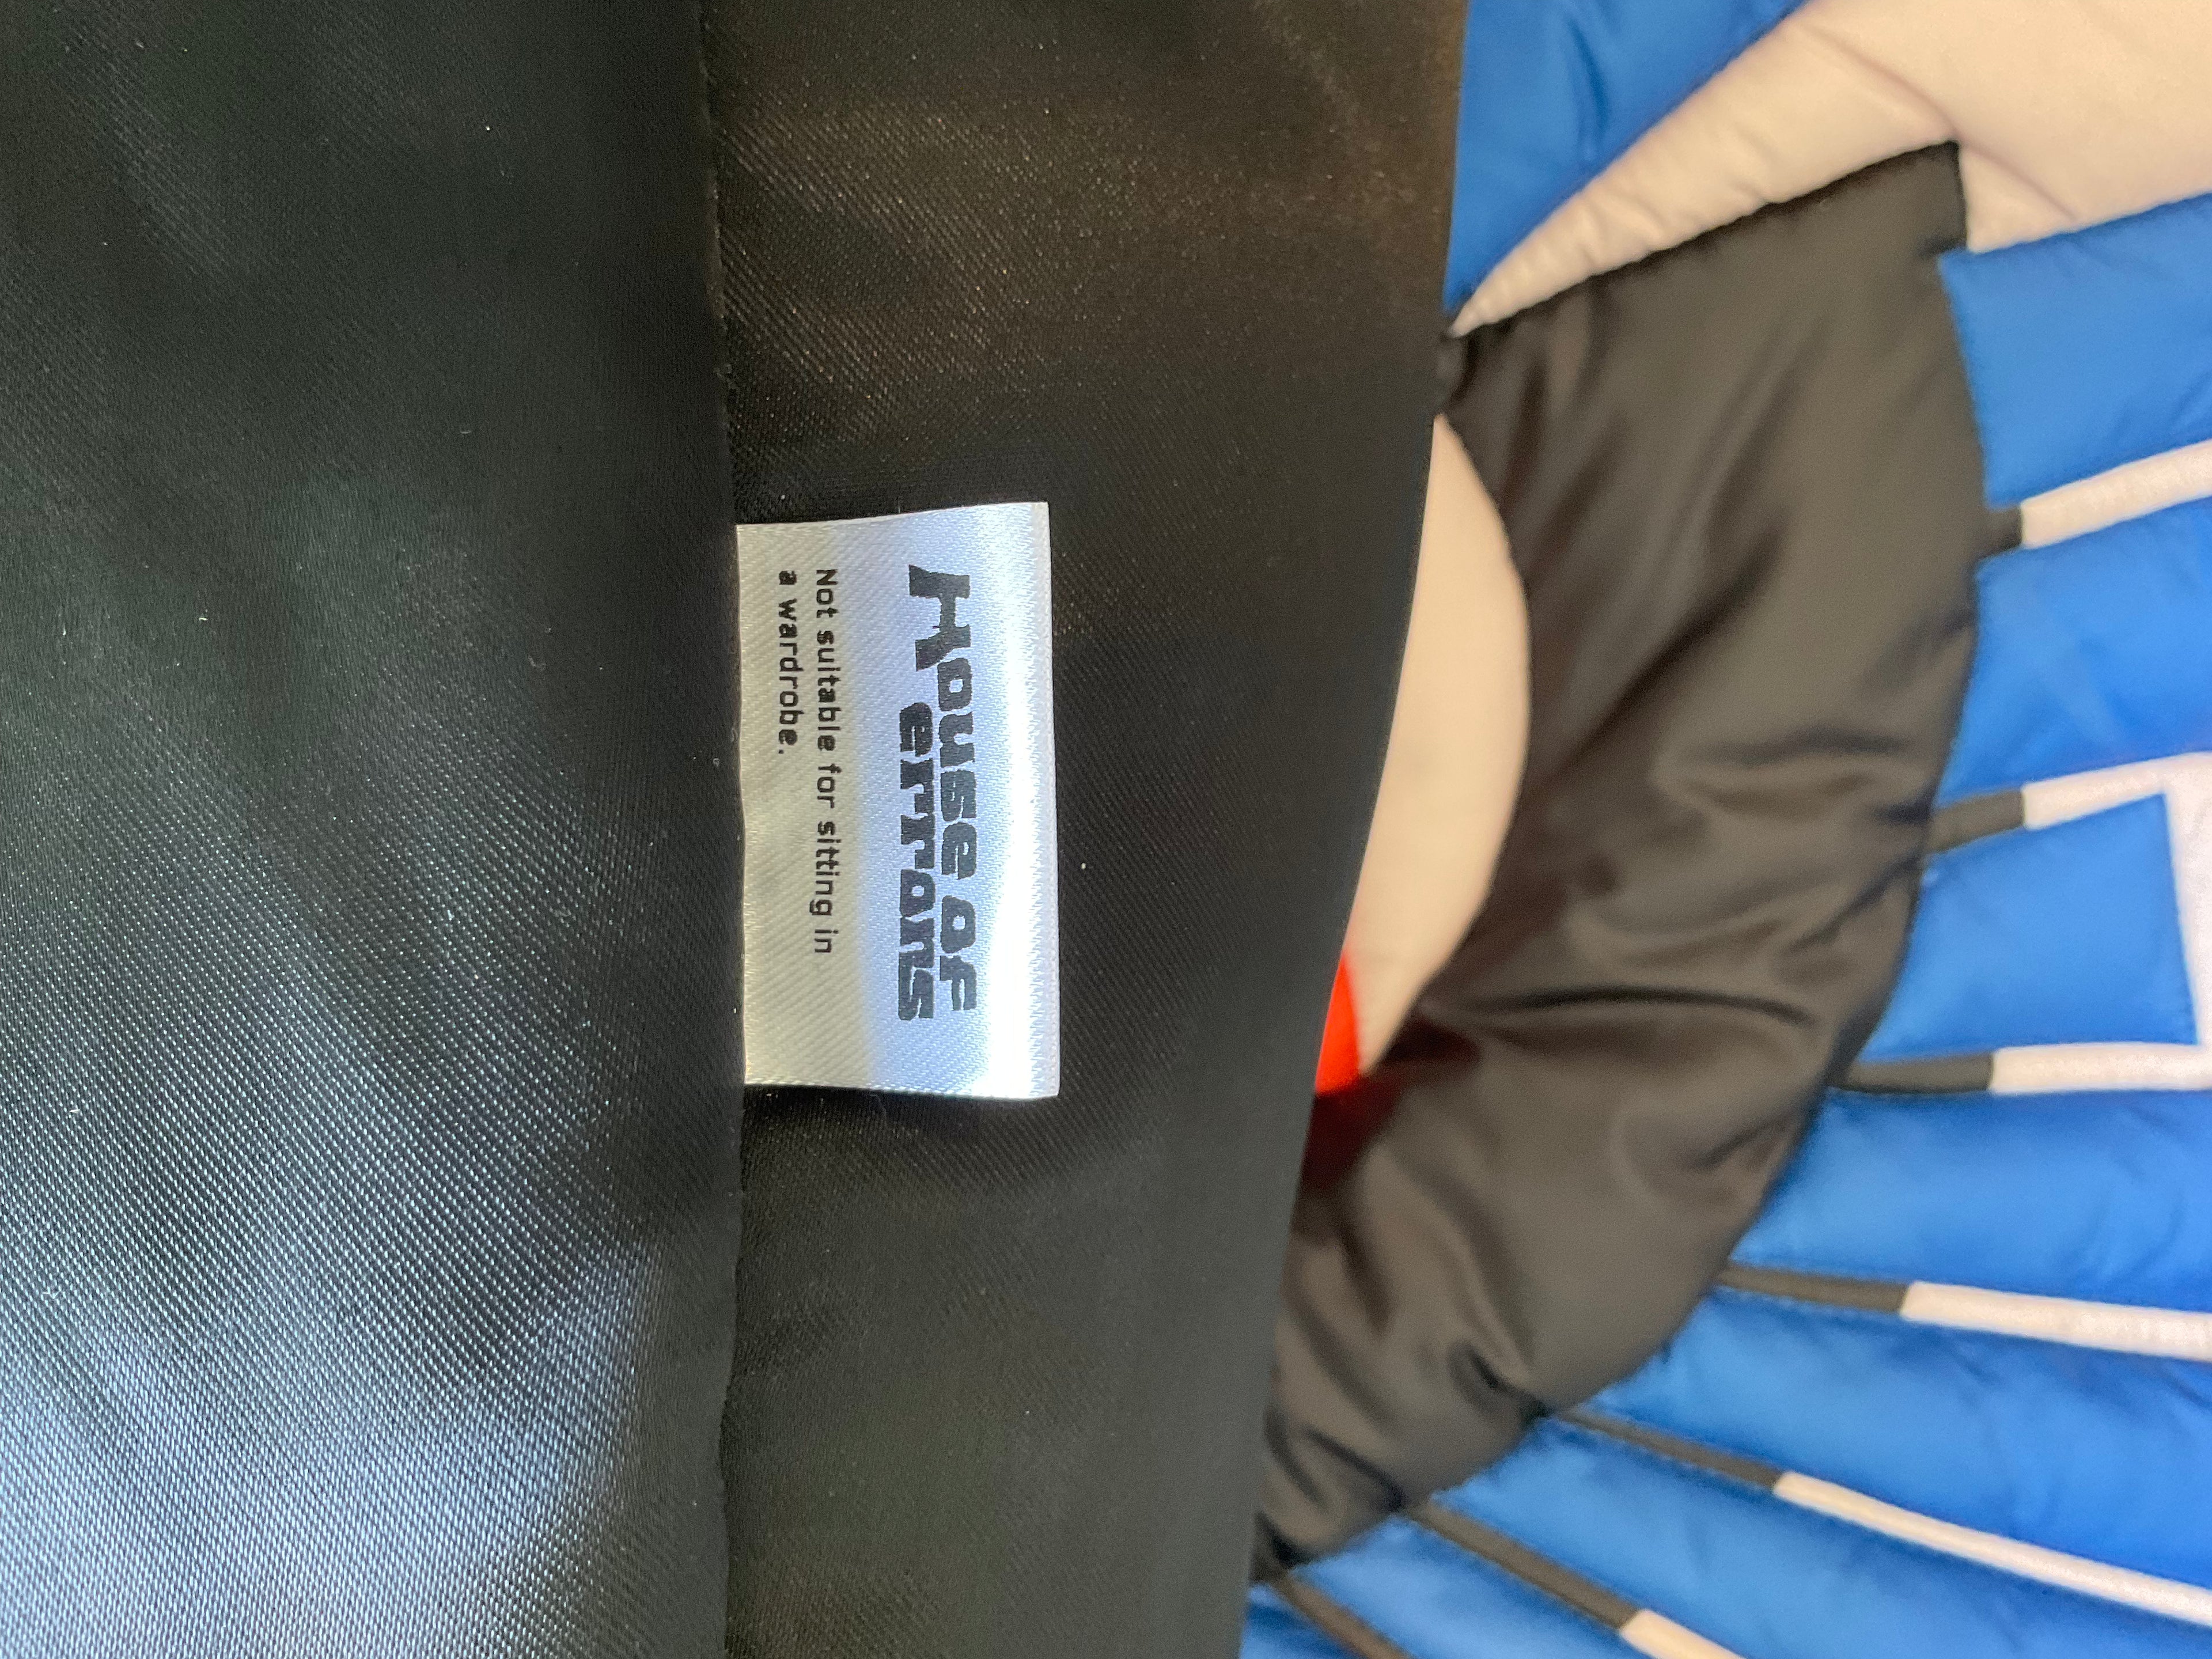 House of
errors
Not suitable for sitting in
a wardrobe.